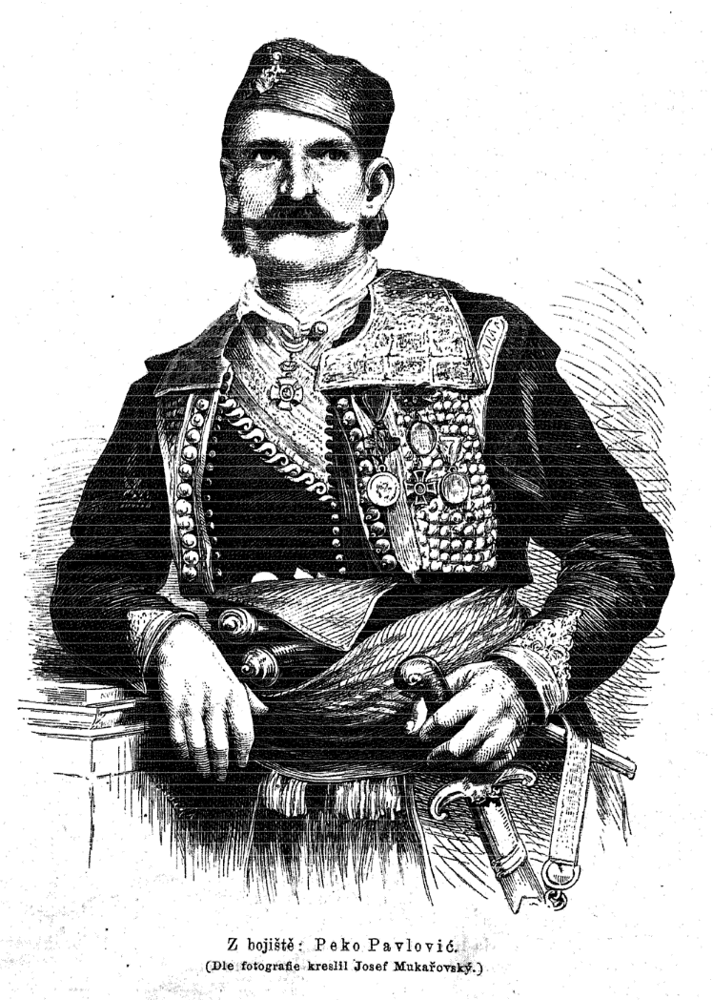 Z bojiště: Peko Pavlović.
(Dle fotografie kreslil Josef Mukařovský.)